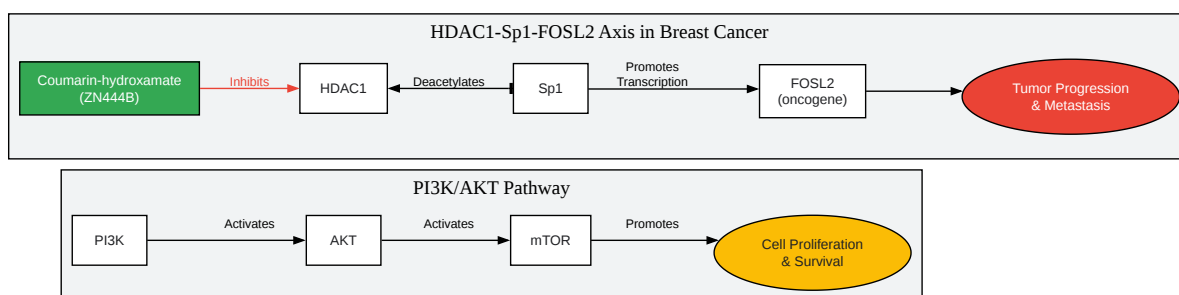 HDAC1-Sp1-FOSL2 Axis in Breast Cancer
Coumarin-hydroxamate
(ZN444B)
Inhibits
HDAC1
Deacetylates
Sp1
Promotes
Transcription
FOSL2
(oncogene)
Tumor Progression
& Metastasis
PI3K/AKT Pathway
PI3K
Activates
AKT
Activates
mTOR
Promotes
Cell Proliferation
& Survival